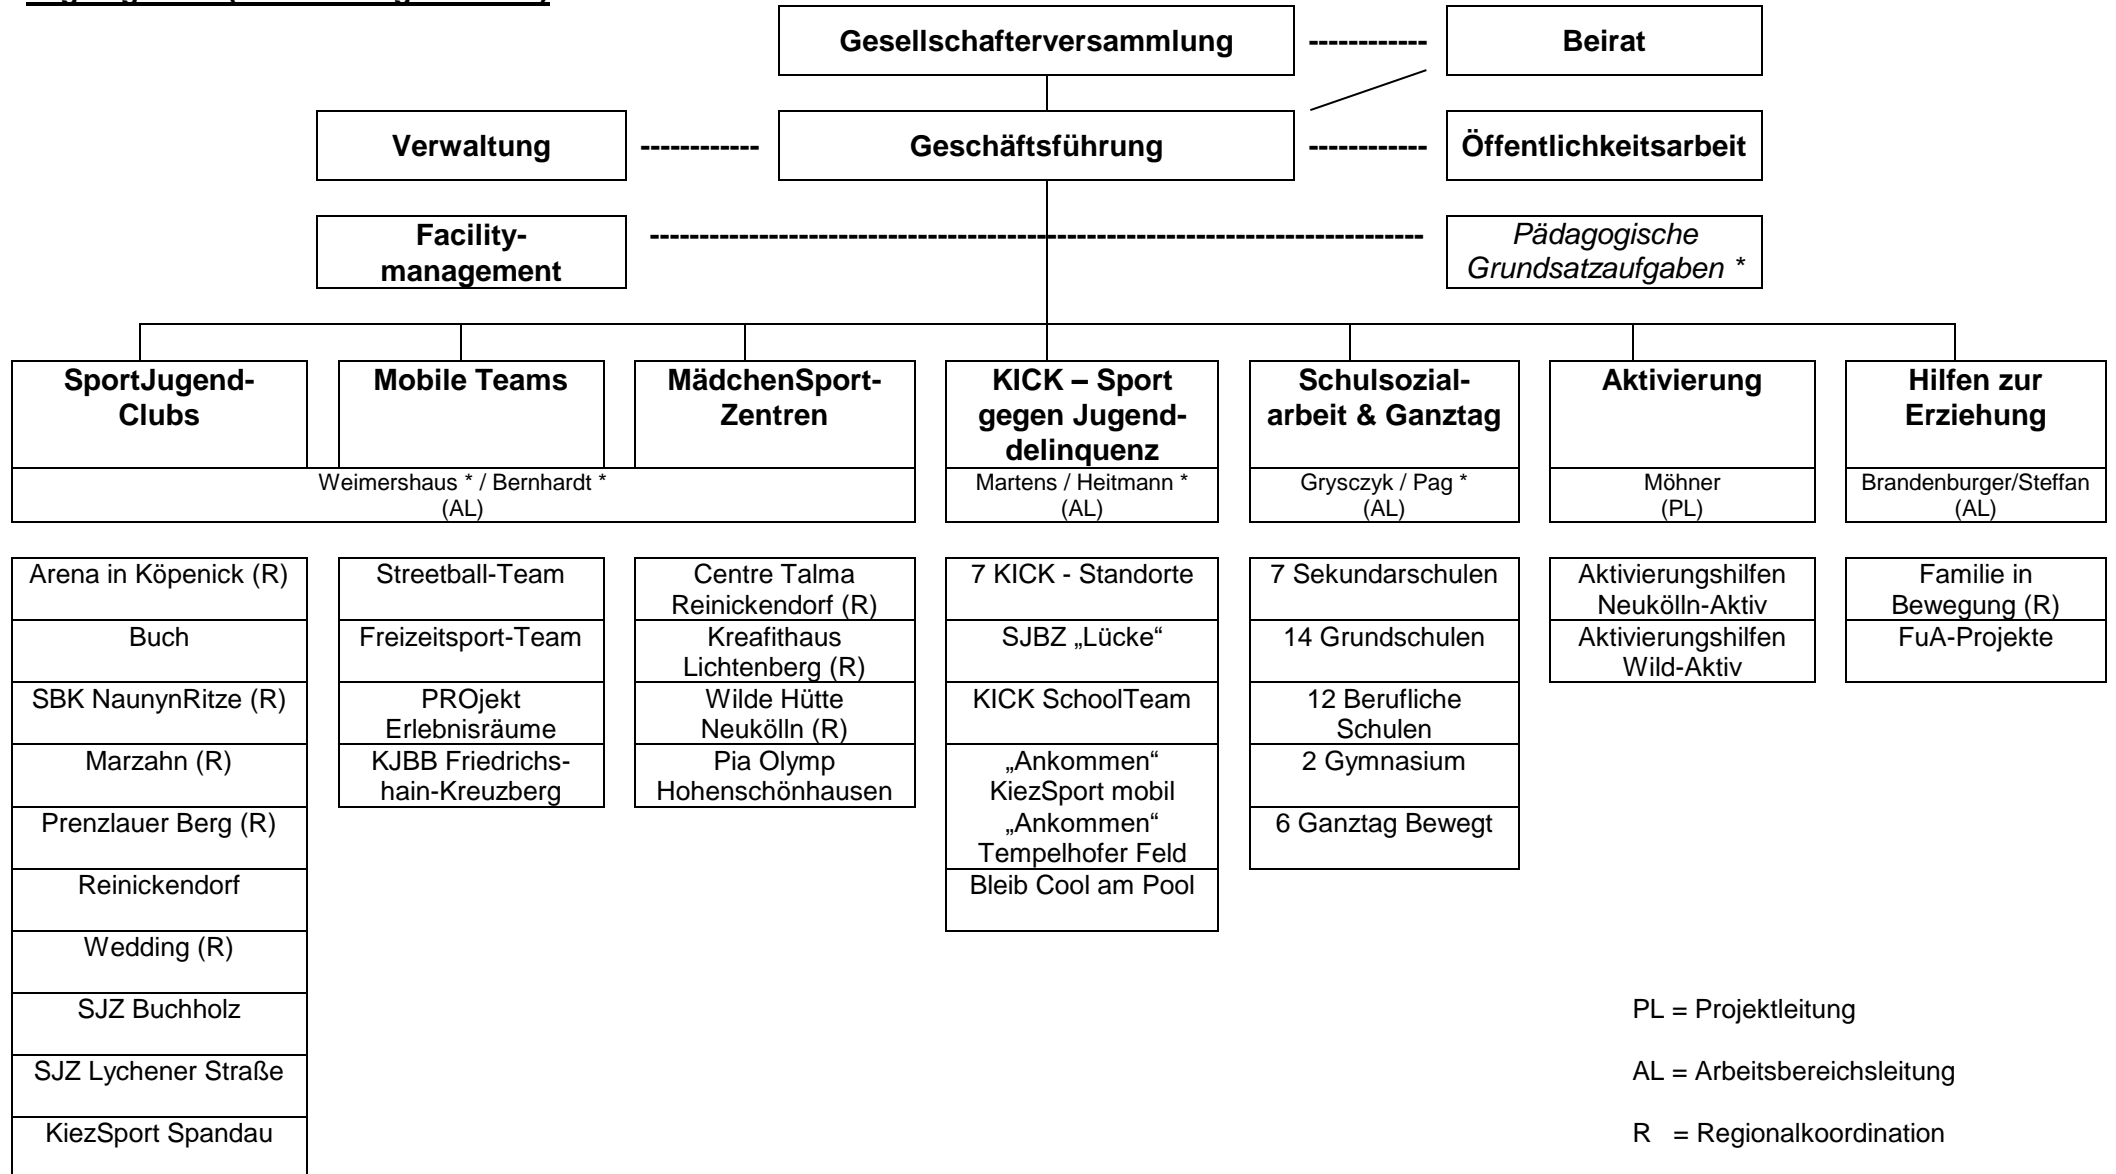 Gesellschafterversammlung ------------ Beirat
Verwaltung ------------ Geschäftsführung ------------ Öffentlichkeitsarbeit
Facility-
management
Pädagogische
Grundsatzaufgaben *
SportJugend-
Clubs
Mobile Teams
MädchenSport-
Zentren
KICK – Sport
gegen Jugend-
delinquenz
Schulsozial-
arbeit & Ganztag
Aktivierung
Hilfen zur
Erziehung
Weimershaus * / Bernhardt *
(AL)
Martens / Heitmann *
(AL)
Grysczyk / Pag *
(AL)
Möhner
(PL)
Brandenburger/Steffan
(AL)
Arena in Köpenick (R)
Buch
SBK NaunynRitze (R)
Marzahn (R)
Prenzlauer Berg (R)
Reinickendorf
Wedding (R)
SJZ Buchholz
SJZ Lychener Straße
KiezSport Spandau
Streetball-Team
Freizeitsport-Team
PROjekt
Erlebnisräume
KJBB Friedrichs-
hain-Kreuzberg
Centre Talma
Reinickendorf (R)
Kreafithaus
Lichtenberg (R)
Wilde Hütte
Neukölln (R)
Pia Olymp
Hohenschönhausen
7 KICK - Standorte
SJBZ „Lücke“
KICK SchoolTeam
„Ankommen“
KiezSport mobil
„Ankommen“
Tempelhofer Feld
Bleib Cool am Pool
7 Sekundarschulen
14 Grundschulen
12 Berufliche
Schulen
2 Gymnasium
6 Ganztag Bewegt
Aktivierungshilfen
Neukölln-Aktiv
Aktivierungshilfen
Wild-Aktiv
Familie in
Bewegung (R)
FuA-Projekte
PL = Projektleitung
AL = Arbeitsbereichsleitung
R = Regionalkoordination